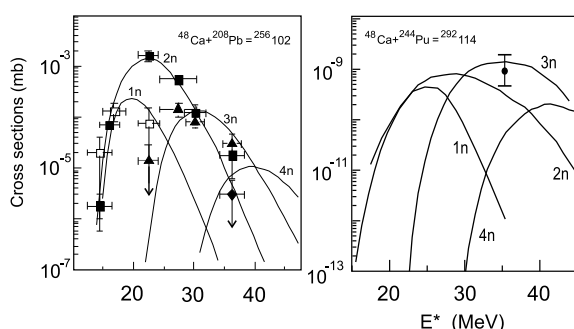 ⁴⁸Ca+²⁰⁸Pb=²⁵⁶102
Cross sections (mb)
10⁻³
10⁻⁵
10⁻⁷
2n
1n
3n
4n
20
30
40
⁴⁸Ca+²⁴⁴Pu=²⁹²114
10⁻⁹
10⁻¹¹
10⁻¹³
3n
1n
2n
4n
20
30
40
E* (MeV)